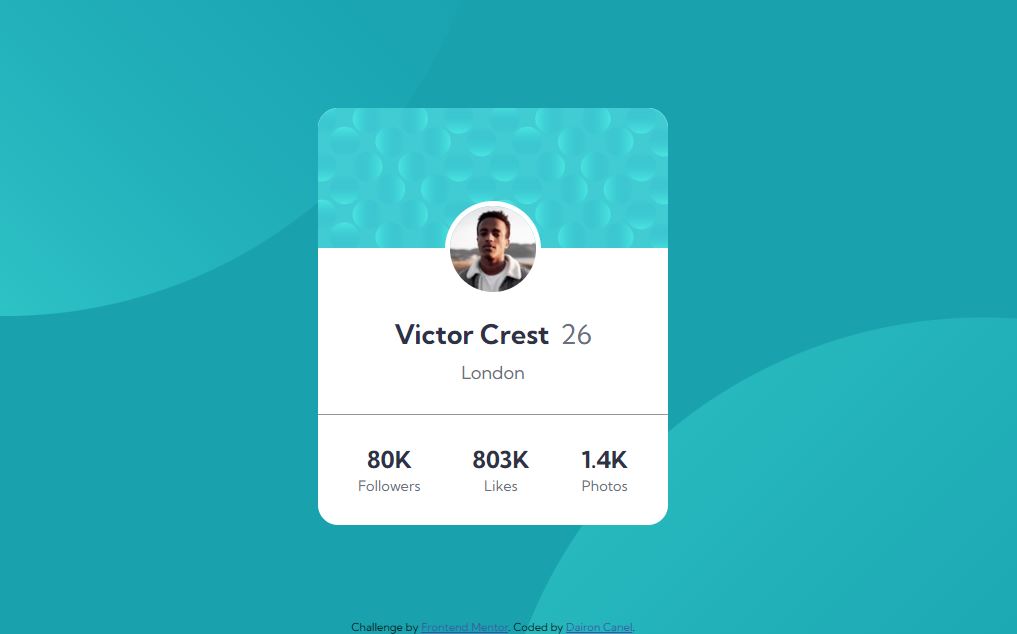 Victor Crest 26
London
80K 803K 1.4K
Followers Likes Photos
Challenge by Frontend Mentor. Coded by Dairon Canel.